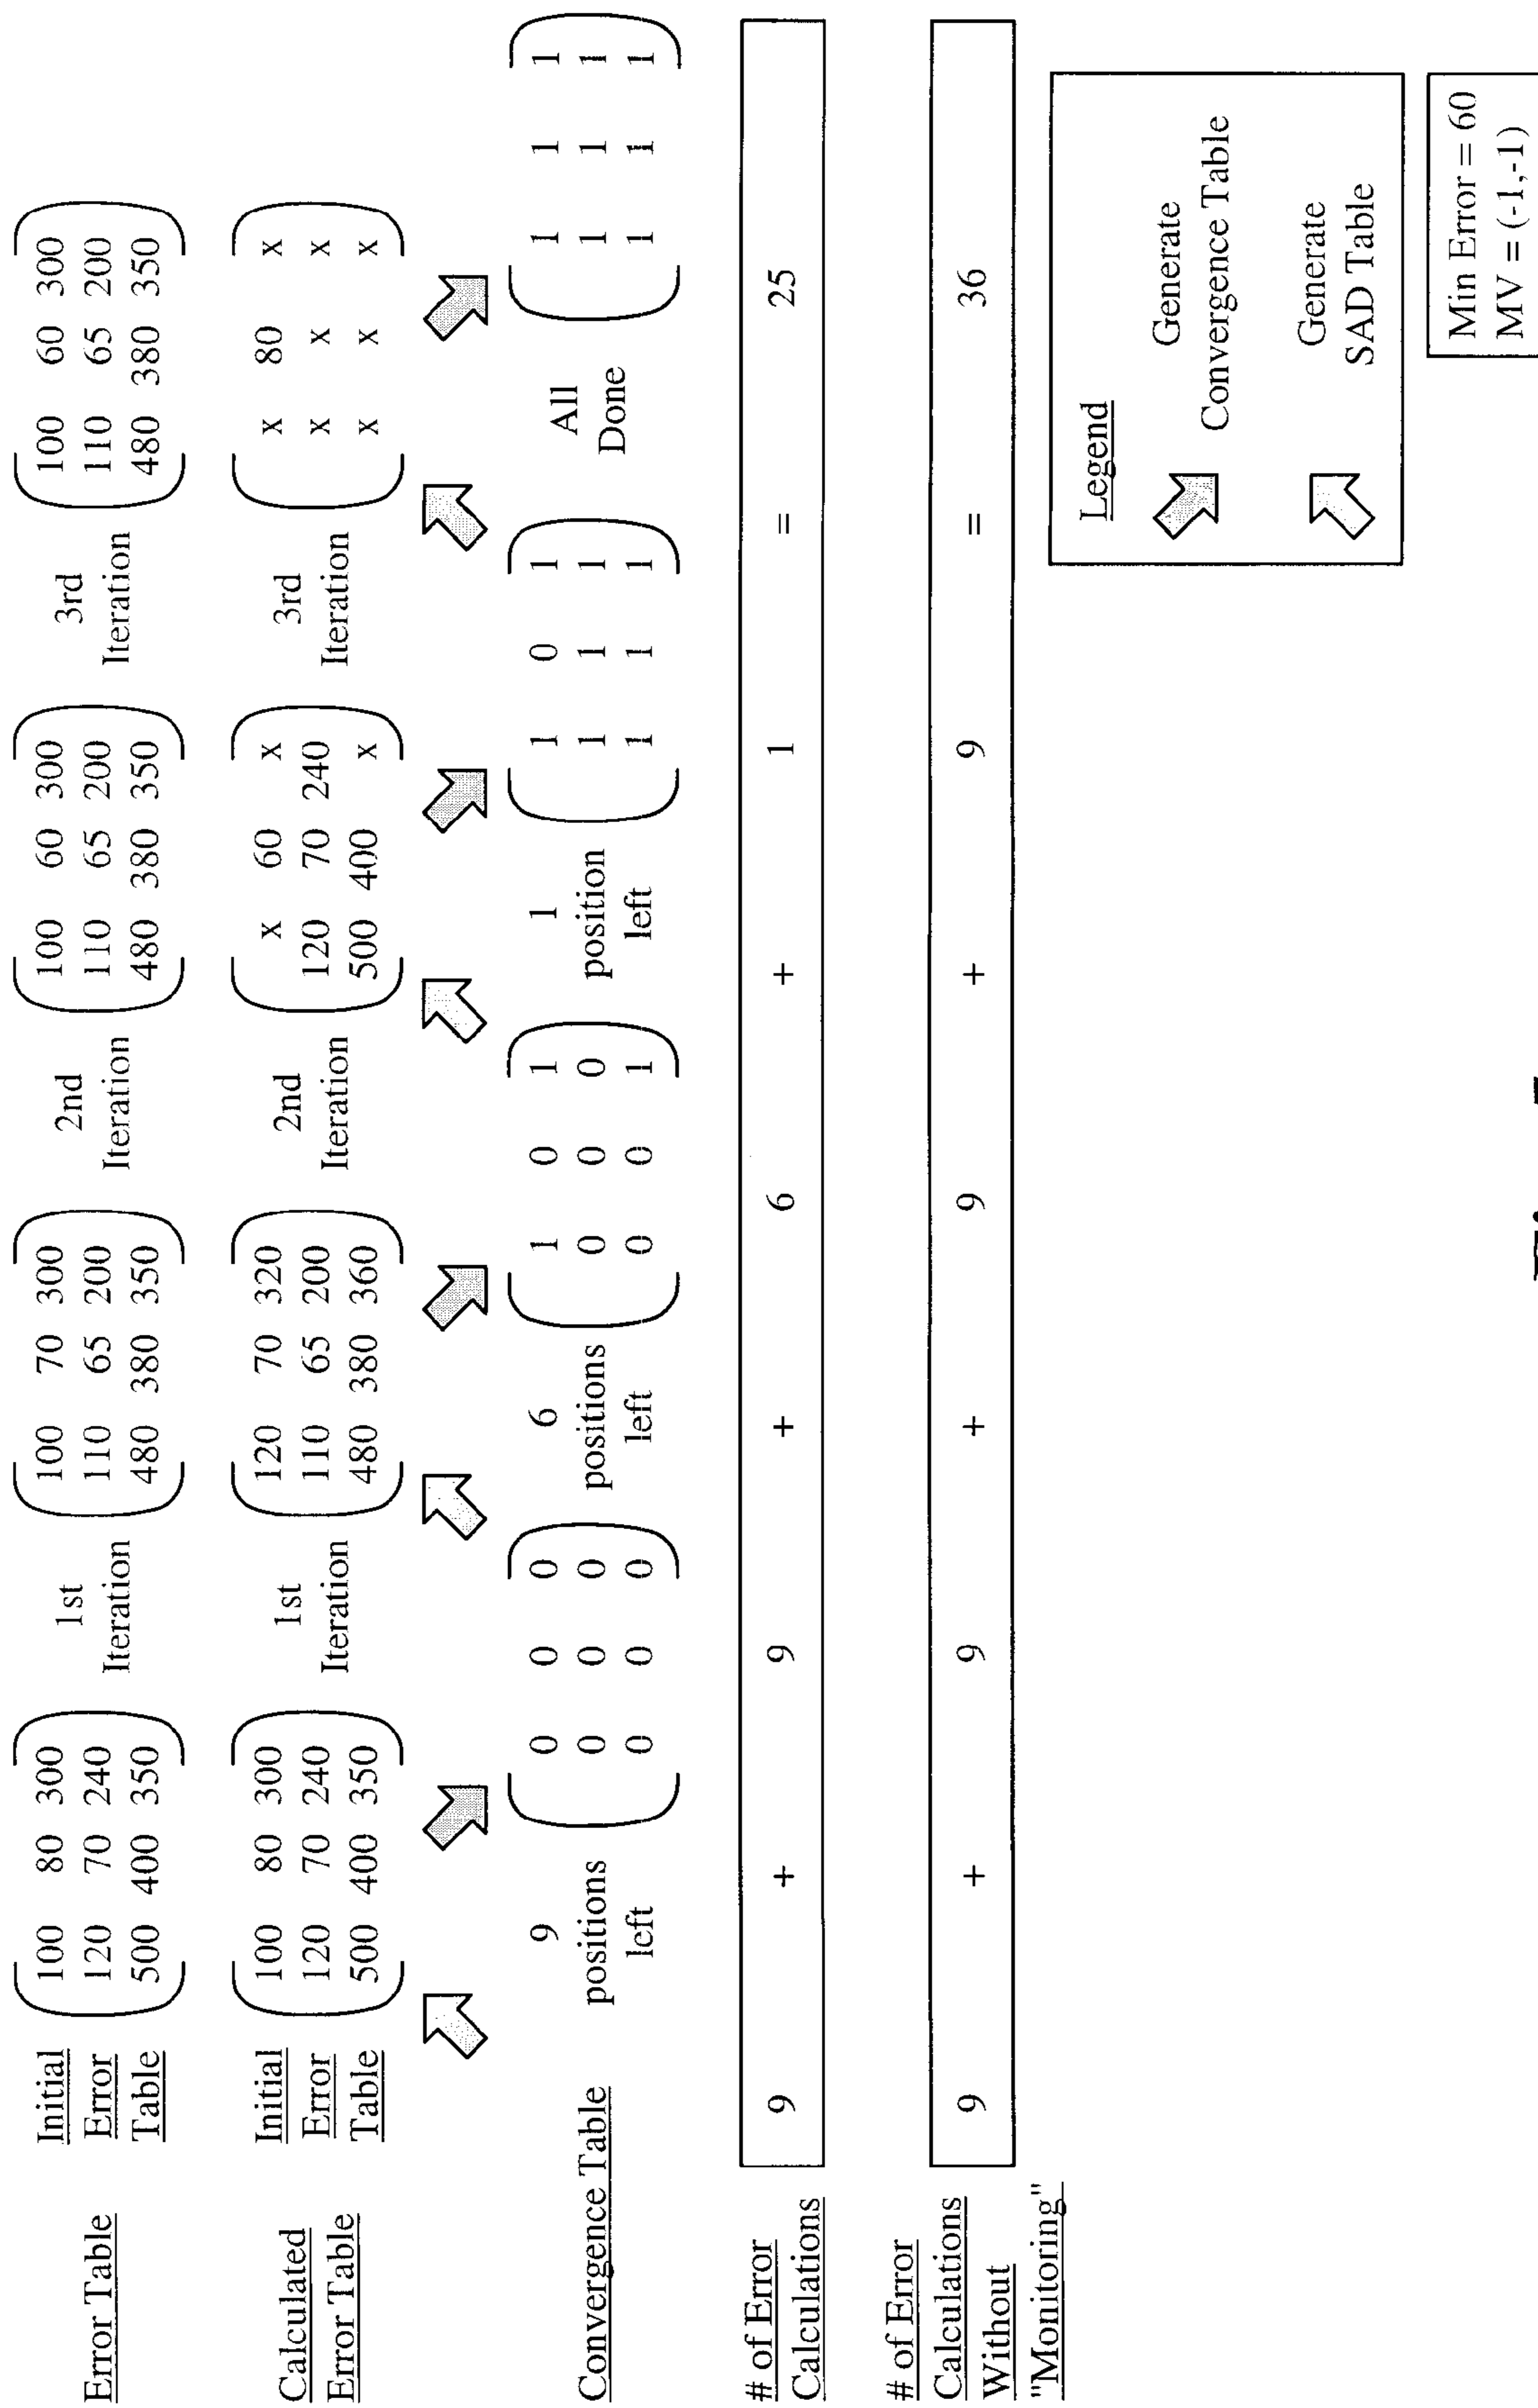 Error Table
Initial
Error
Table
100 80 300
120 70 240
500 400 350
1st
Iteration
100 70 300
110 65 200
480 380 350
2nd
Iteration
100 60 300
110 65 200
480 380 350
3rd
Iteration
100 60 300
110 65 200
480 380 350
Calculated
Error Table
Initial
Error
Table
100 80 300
120 70 240
500 400 350
1st
Iteration
120 70 320
110 65 200
480 380 360
2nd
Iteration
x 60 x
120 70 240
500 400 x
3rd
Iteration
x 80 x
x x x
x x x
Convergence Table
9
positions
left
0 0 0
0 0 0
0 0 0
6
positions
left
1 0 1
0 0 0
0 0 1
1
position
left
1 0 1
1 1 1
1 1 1
All
Done
1 1 1
1 1 1
1 1 1
# of Error
Calculations
9 + 9 + 6 + 1 = 25
# of Error
Calculations
Without
"Monitoring"
9 + 9 + 9 + 9 = 36
Legend
Generate
Convergence Table
Generate
SAD Table
Min Error = 60
MV = (-1,-1)